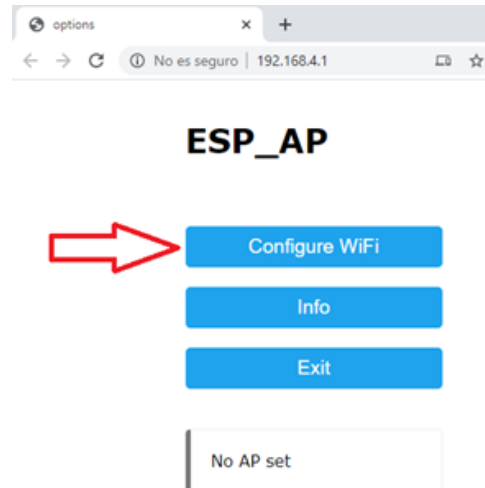 options
No es seguro | 192.168.4.1
ESP_AP
Configure WiFi
Info
Exit
No AP set